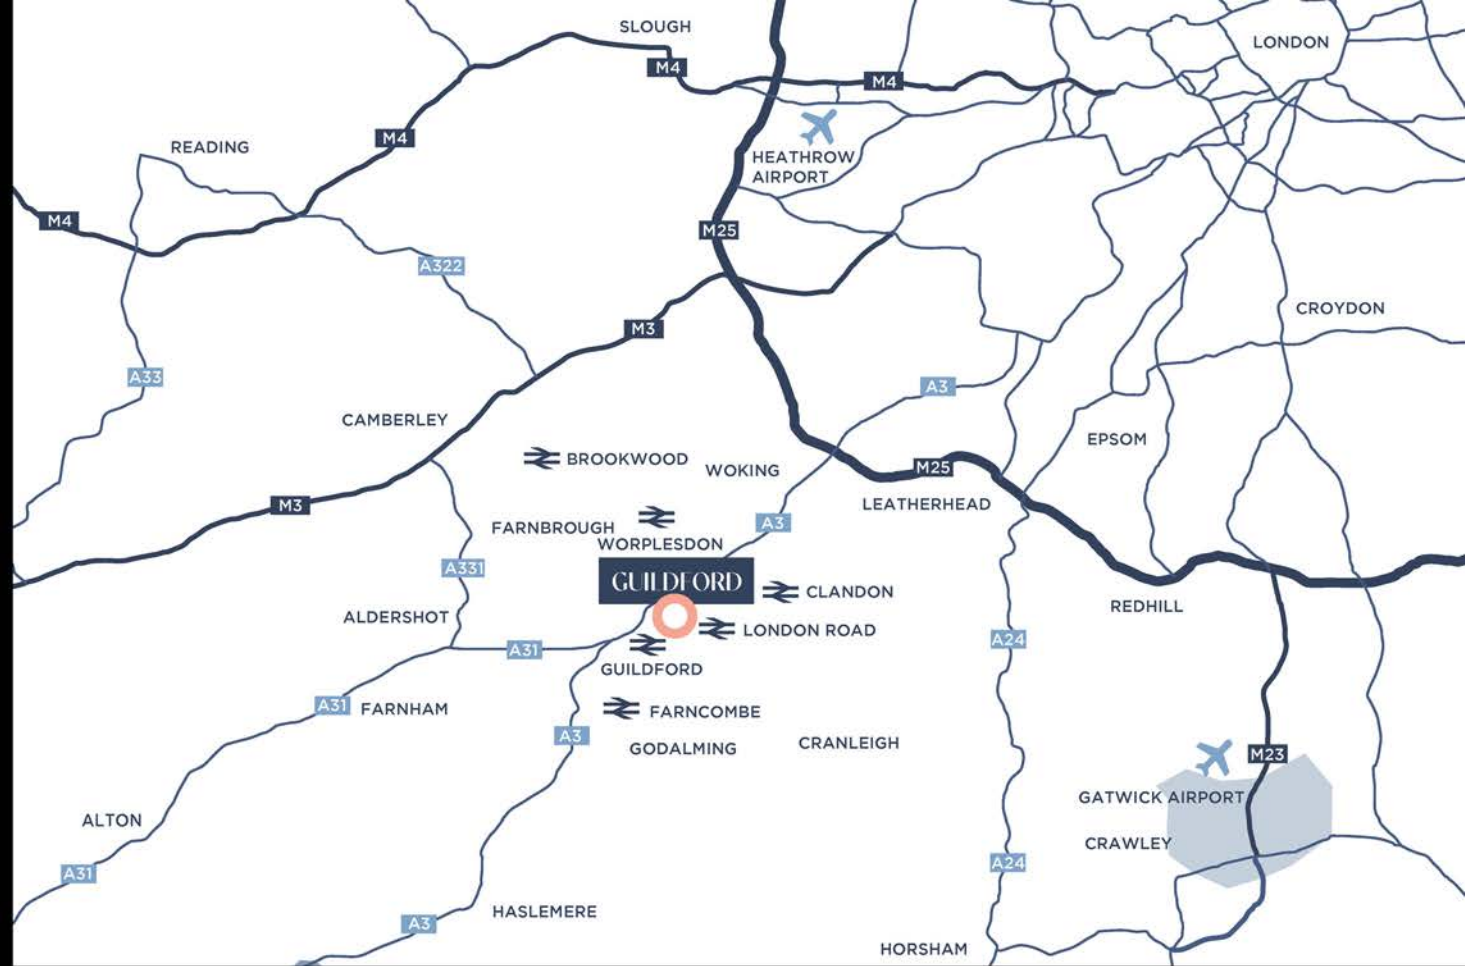 SLOUGH
LONDON
M4
M4
M4
READING
HEATHROW
AIRPORT
M4
M25
A322
CROYDON
M3
A33
A3
CAMBERLEY
EPSOM
BROOKWOOD
WOKING
M25
M3
LEATHERHEAD
FARNBROUGH
A3
WORPLESDON
A331
GUILDFORD
CLANDON
REDHILL
ALDERSHOT
LONDON ROAD
A24
A31
GUILDFORD
A31
FARNHAM
FARNCOMBE
A3
GODALMING
CRANLEIGH
M23
GATWICK AIRPORT
ALTON
CRAWLEY
A24
A31
HASLEMERE
A3
HORSHAM